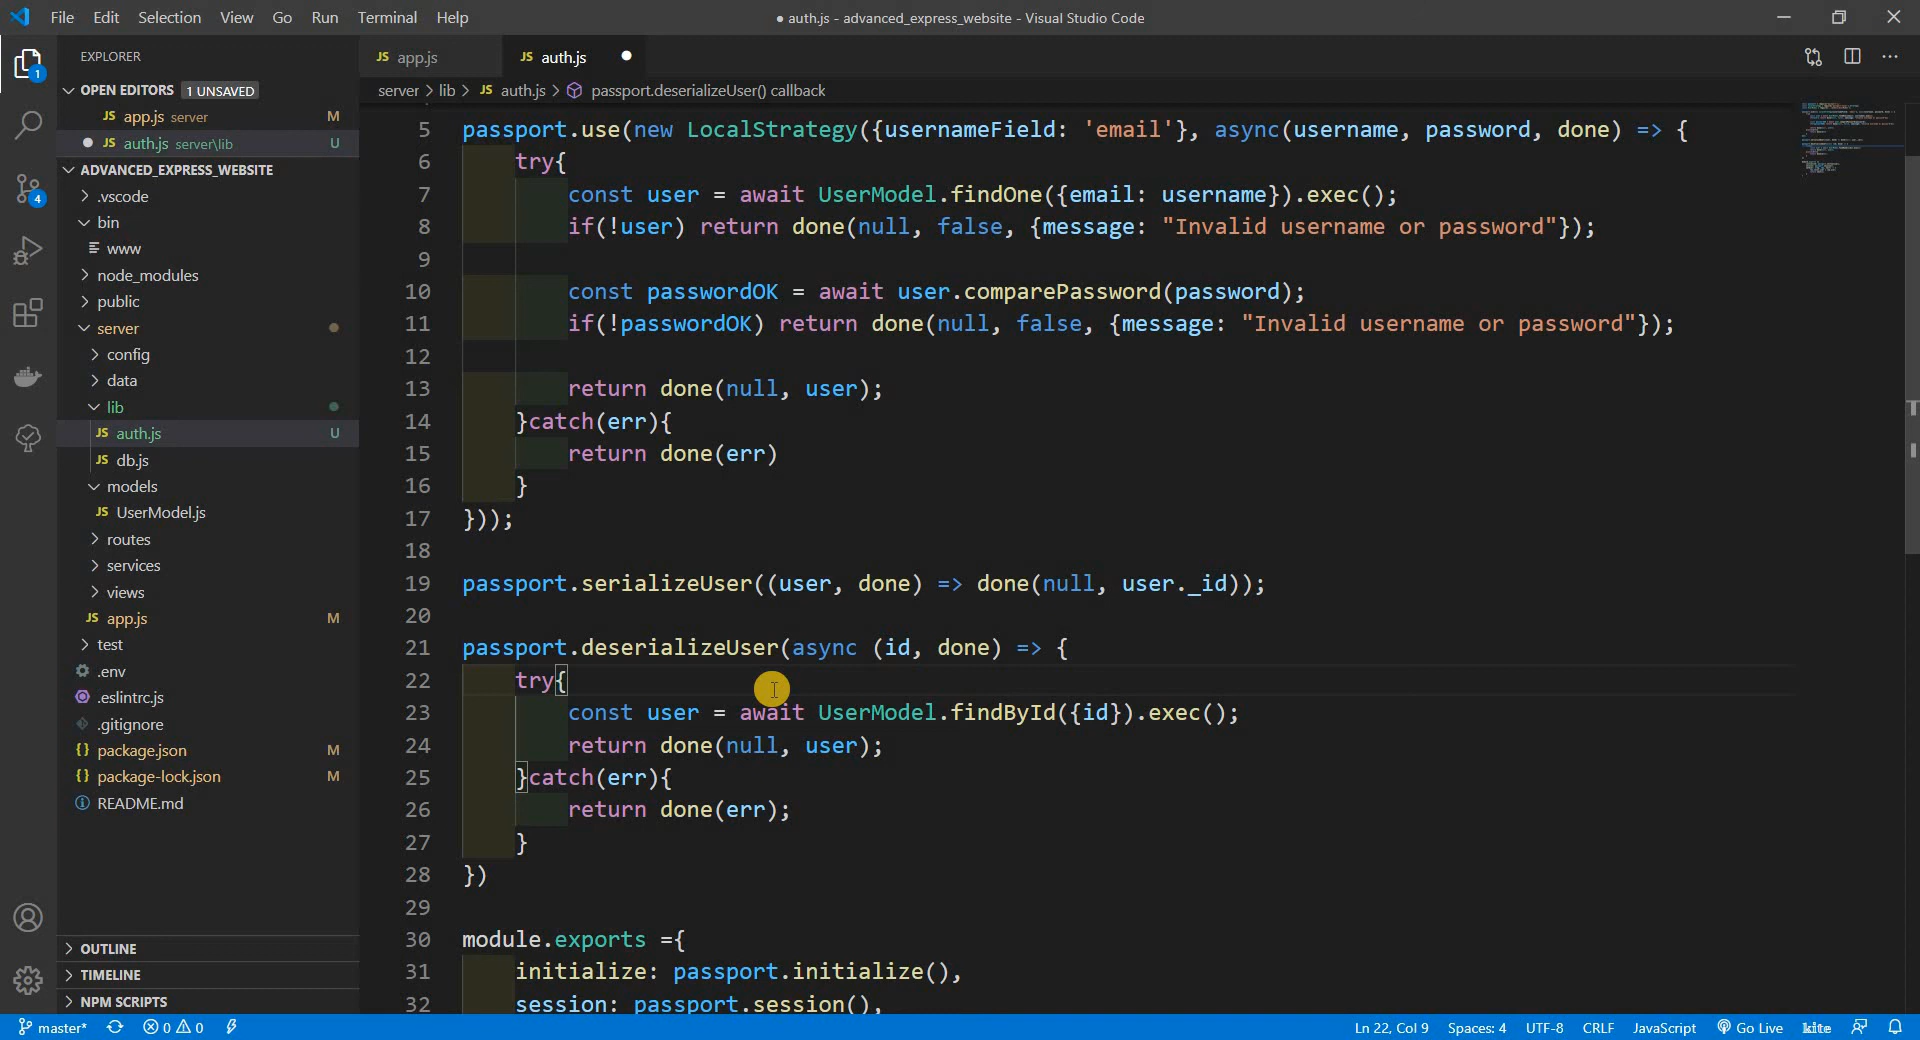 File Edit Selection View Go Run Terminal Help
● auth.js - advanced_express_website - Visual Studio Code
EXPLORER
OPEN EDITORS 1 UNSAVED
JS app.js server M
● JS auth.js server\lib U
ADVANCED_EXPRESS_WEBSITE
.vscode
bin
www
node_modules
public
server
config
data
lib
JS auth.js U
JS db.js
models
JS UserModel.js
routes
services
views
JS app.js M
test
.env
.eslintrc.js
.gitignore
{} package.json M
{} package-lock.json M
README.md
OUTLINE
TIMELINE
NPM SCRIPTS
1
4
JS app.js JS auth.js ●
server > lib > JS auth.js > passport.deserializeUser() callback
5 passport.use(new LocalStrategy({usernameField: 'email'}, async(username, password, done) => {
6 try{
7 const user = await UserModel.findOne({email: username}).exec();
8 if(!user) return done(null, false, {message: "Invalid username or password"});
9
10 const passwordOK = await user.comparePassword(password);
11 if(!passwordOK) return done(null, false, {message: "Invalid username or password"});
12
13 return done(null, user);
14 }catch(err){
15 return done(err)
16 }
17 }));
18
19 passport.serializeUser((user, done) => done(null, user._id));
20
21 passport.deserializeUser(async (id, done) => {
22 try{
23 const user = await UserModel.findById({id}).exec();
24 return done(null, user);
25 }catch(err){
26 return done(err);
27 }
28 })
29
30 module.exports ={
31 initialize: passport.initialize(),
32 session: passport.session(),
master* 0 0 Ln 22, Col 9 Spaces: 4 UTF-8 CRLF JavaScript Go Live kite